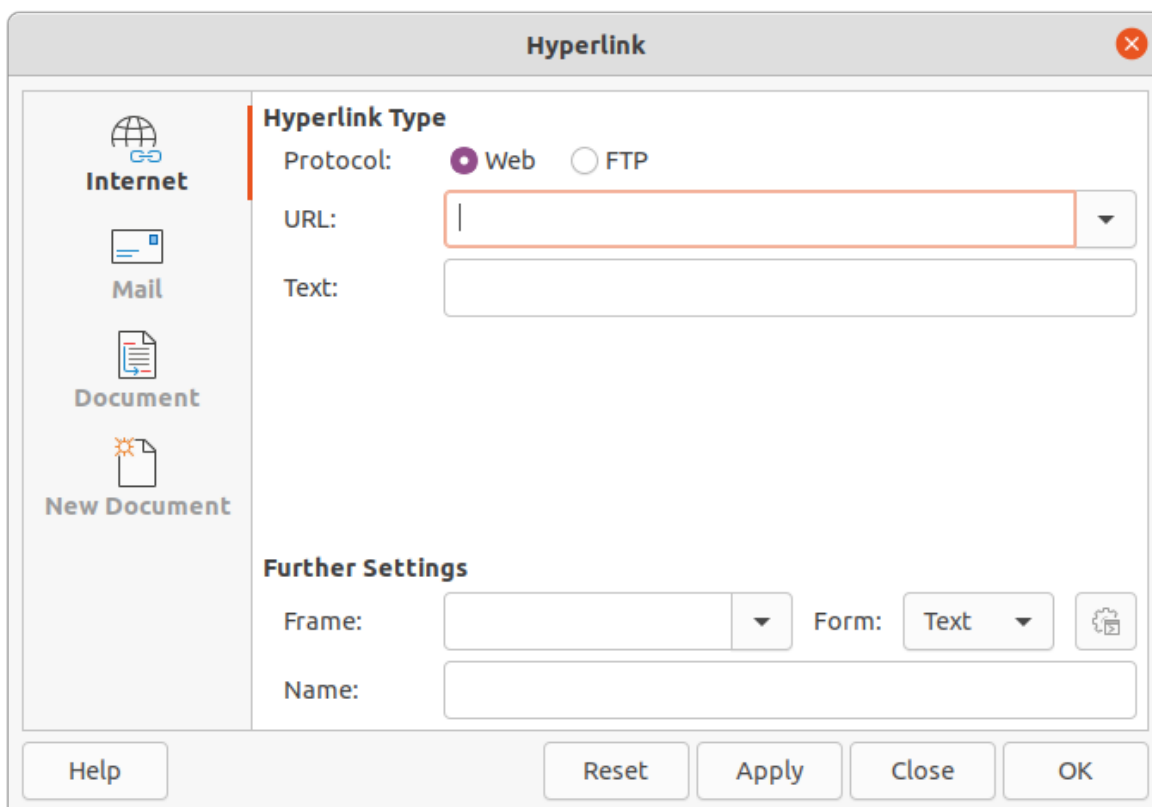 Hyperlink
Internet
Mail
Document
New Document
Hyperlink Type
Protocol: Web FTP
URL:
Text:
Further Settings
Frame: Form: Text
Name:
Help Reset Apply Close OK